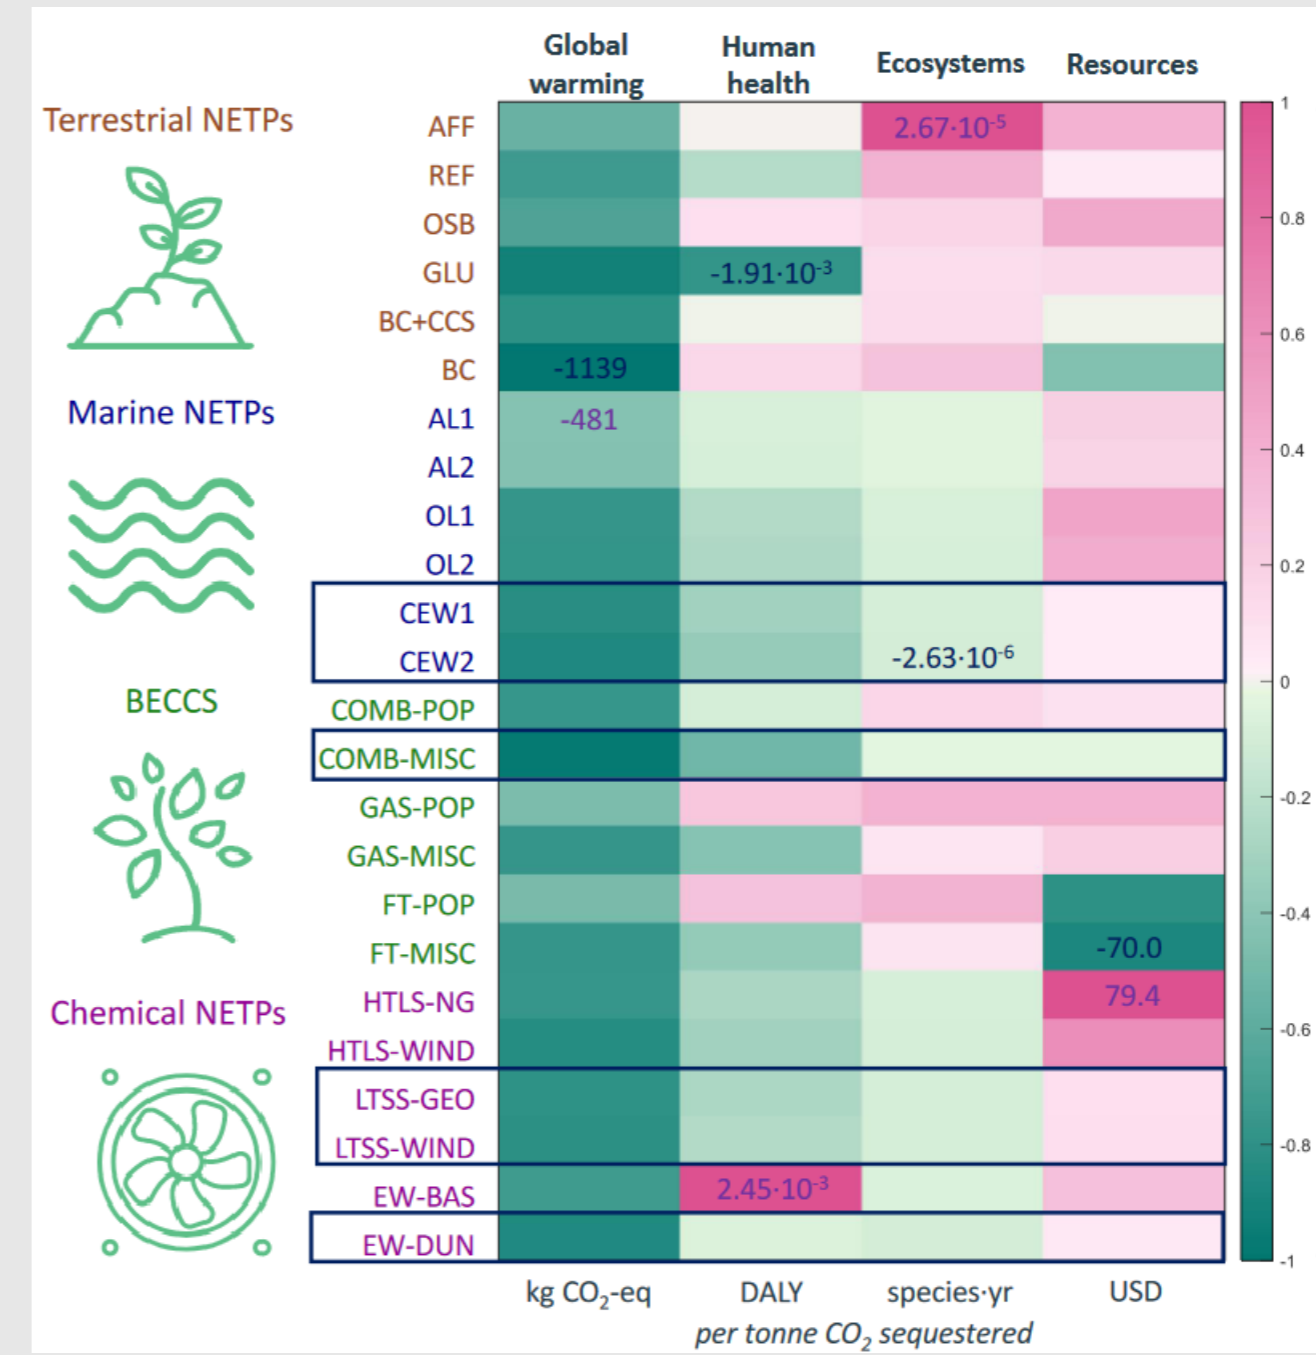 Global warming
Human health
Ecosystems
Resources
Terrestrial NETPs
AFF
2.67·10⁻⁵
REF
OSB
GLU
-1.91·10⁻³
BC+CCS
BC
-1139
Marine NETPs
AL1
-481
AL2
OL1
OL2
CEW1
CEW2
-2.63·10⁻⁶
BECCS
COMB-POP
COMB-MISC
GAS-POP
GAS-MISC
FT-POP
FT-MISC
-70.0
Chemical NETPs
HTLS-NG
79.4
HTLS-WIND
LTSS-GEO
LTSS-WIND
EW-BAS
2.45·10⁻³
EW-DUN
1
0.8
0.6
0.4
0.2
0
-0.2
-0.4
-0.6
-0.8
-1
kg CO₂-eq
DALY
species·yr
USD
per tonne CO₂ sequestered